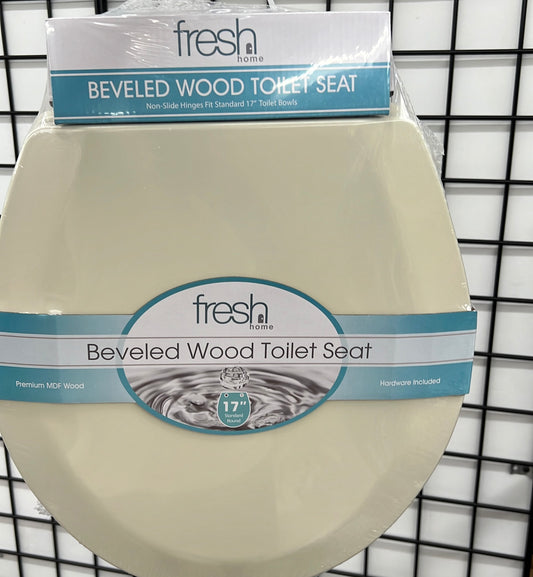 fresh
home
BEVELED WOOD TOILET SEAT
Non-Slide Hinges Fit Standard 17" Toilet Bowls
fresh
home
Beveled Wood Toilet Seat
Premium MDF Wood
Hardware Included
17"
Standard
Round